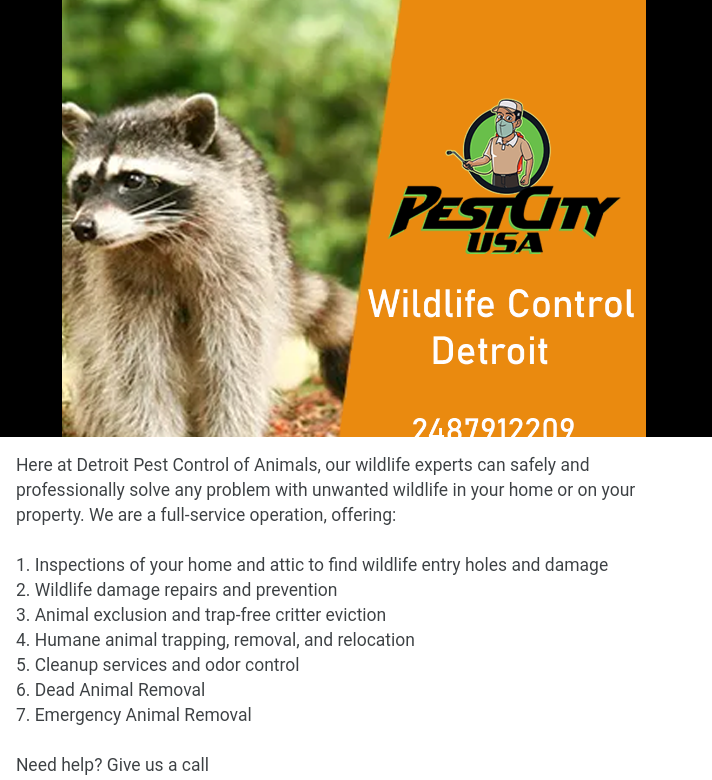 PESTCITY
USA
Wildlife Control
Detroit
2487912209
Here at Detroit Pest Control of Animals, our wildlife experts can safely and
professionally solve any problem with unwanted wildlife in your home or on your
property. We are a full-service operation, offering:
1. Inspections of your home and attic to find wildlife entry holes and damage
2. Wildlife damage repairs and prevention
3. Animal exclusion and trap-free critter eviction
4. Humane animal trapping, removal, and relocation
5. Cleanup services and odor control
6. Dead Animal Removal
7. Emergency Animal Removal
Need help? Give us a call